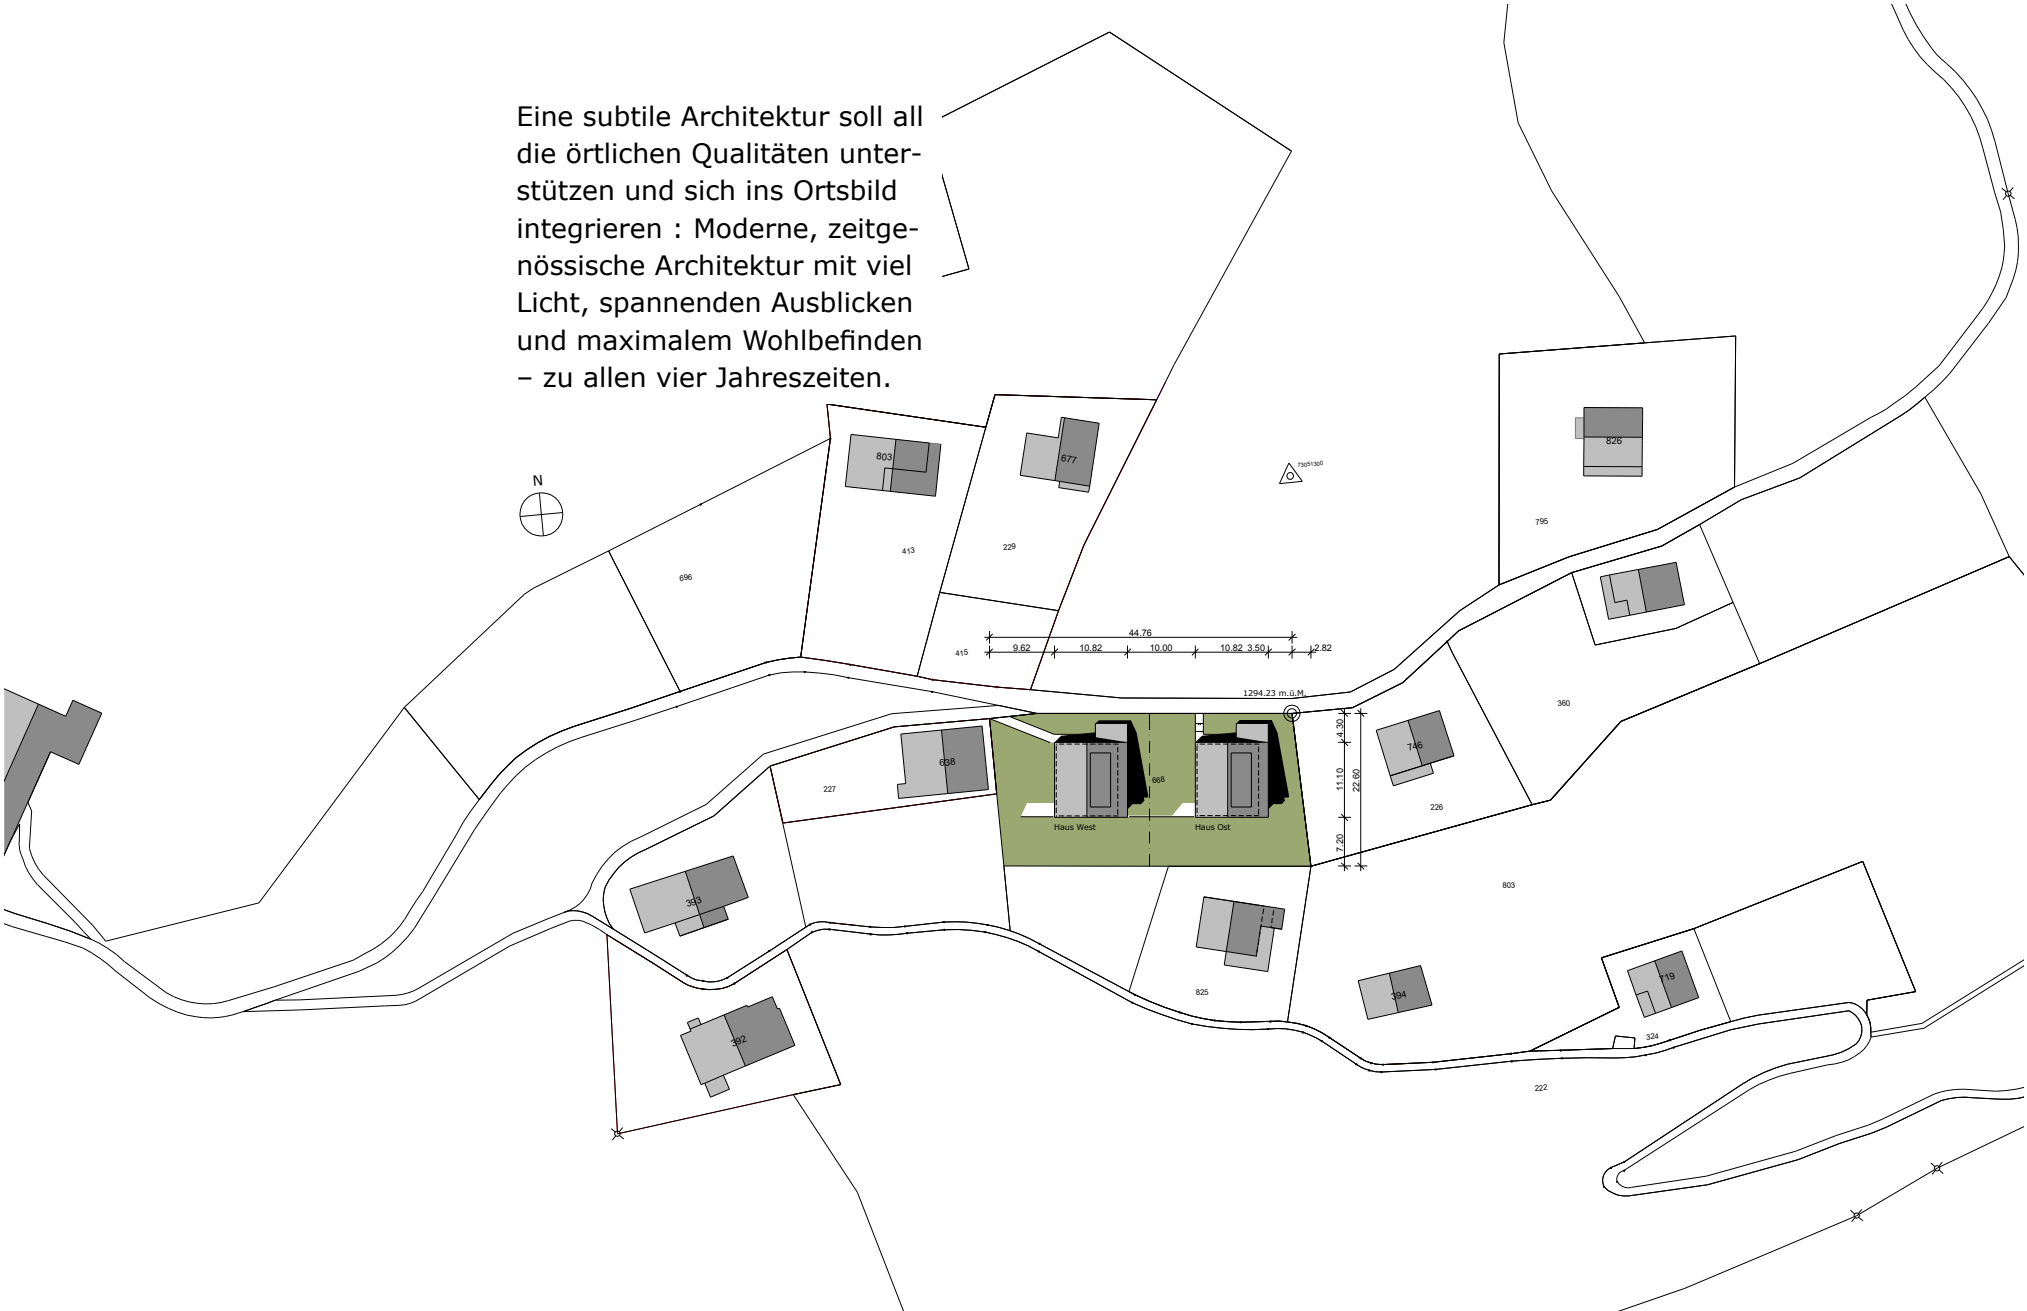 Eine subtile Architektur soll all
die örtlichen Qualitäten unter-
stützen und sich ins Ortsbild
integrieren : Moderne, zeitge-
nössische Architektur mit viel
Licht, spannenden Ausblicken
und maximalem Wohlbefinden
– zu allen vier Jahreszeiten.
N
803
677
826
73051300
795
413
229
696
415
44.76
9.62
10.82
10.00
10.82
3.50
2.82
1294.23 m.ü.M.
360
638
227
668
4.30
11.10
22.60
7.20
746
226
Haus West
Haus Ost
393
803
825
394
719
324
392
222